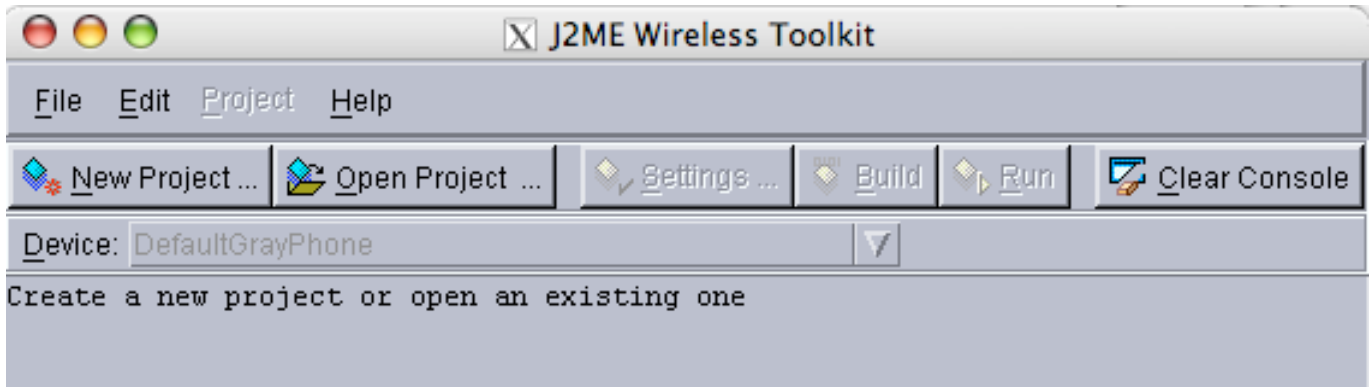 J2ME Wireless Toolkit
File Edit Project Help
New Project ... Open Project ... Settings ... Build Run Clear Console
Device: DefaultGrayPhone
Create a new project or open an existing one